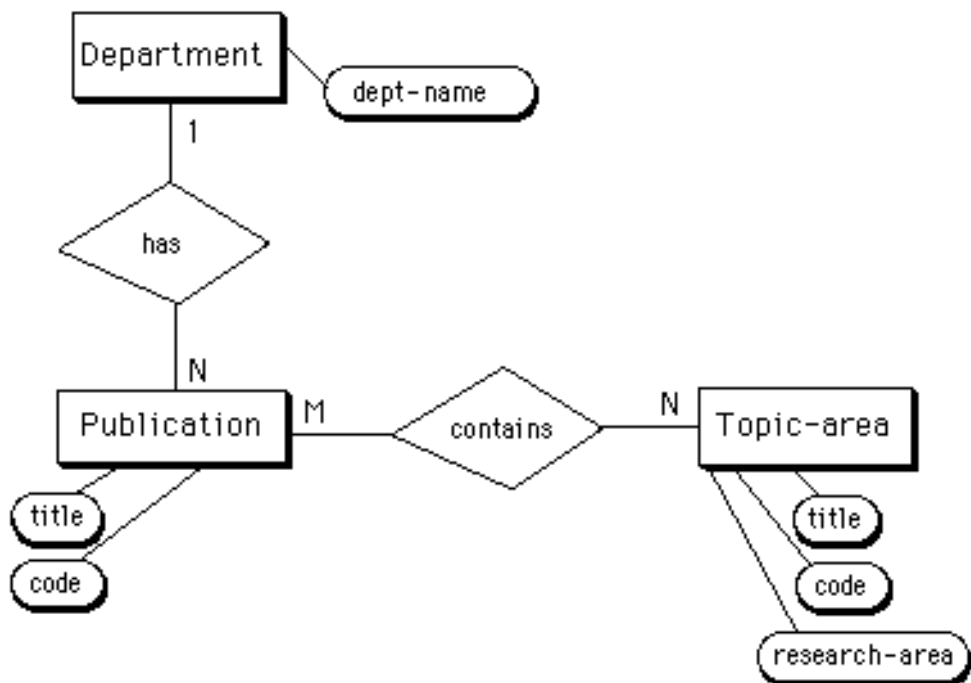 Department
dept-name
1
has
N
Publication
M
contains
N
Topic-area
title
code
title
code
research-area